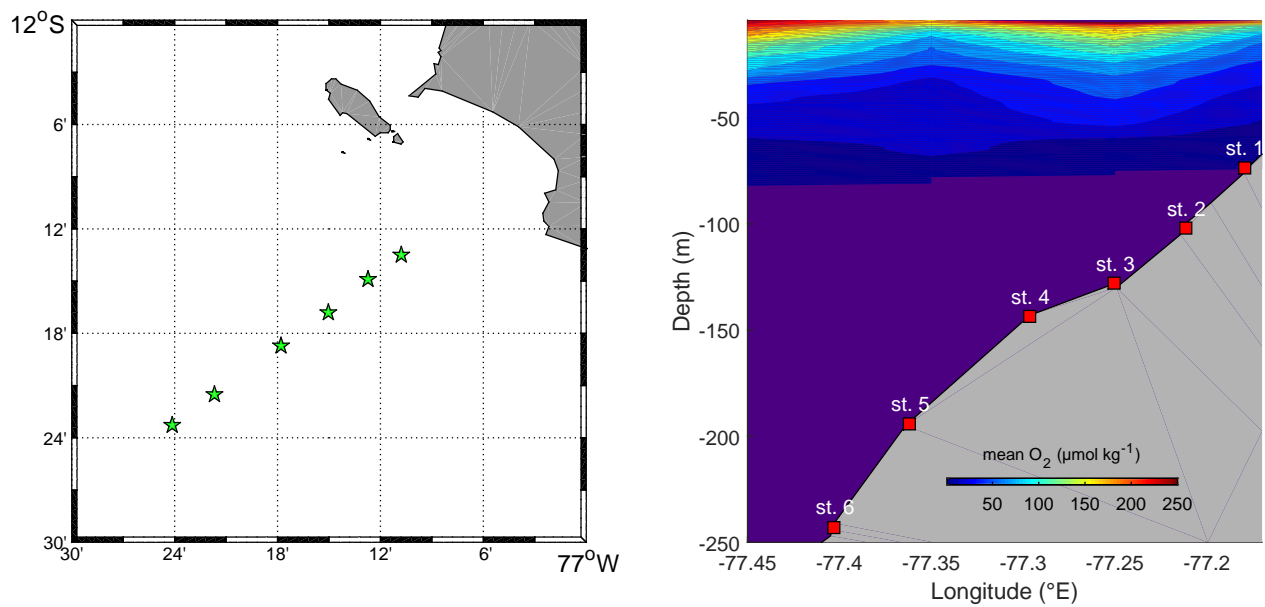 12°S
6'
12'
18'
24'
30'
30'
24'
18'
12'
6'
77°W
-50
-100
-150
-200
-250
Depth (m)
st. 1
st. 2
st. 3
st. 4
st. 5
st. 6
mean O₂ (µmol kg⁻¹)
50 100 150 200 250
-77.45 -77.4 -77.35 -77.3 -77.25 -77.2
Longitude (°E)